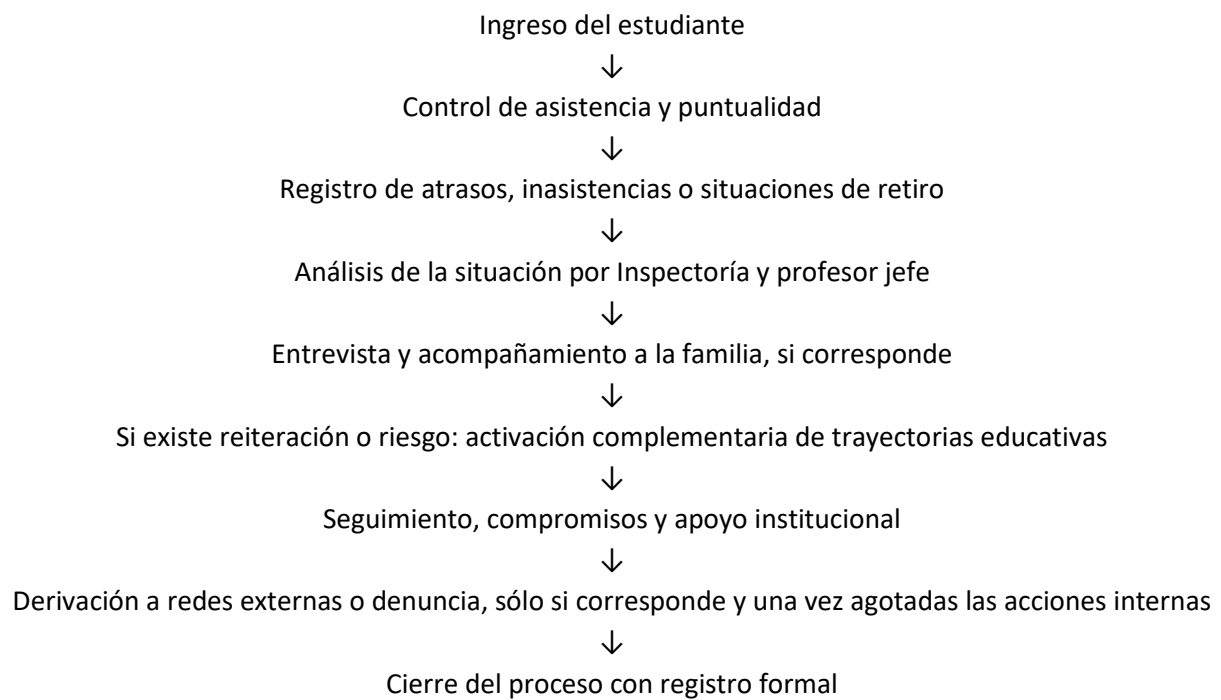 Ingreso del estudiante
↓
Control de asistencia y puntualidad
↓
Registro de atrasos, inasistencias o situaciones de retiro
↓
Análisis de la situación por Inspectoría y profesor jefe
↓
Entrevista y acompañamiento a la familia, si corresponde
↓
Si existe reiteración o riesgo: activación complementaria de trayectorias educativas
↓
Seguimiento, compromisos y apoyo institucional
↓
Derivación a redes externas o denuncia, sólo si corresponde y una vez agotadas las acciones internas
↓
Cierre del proceso con registro formal